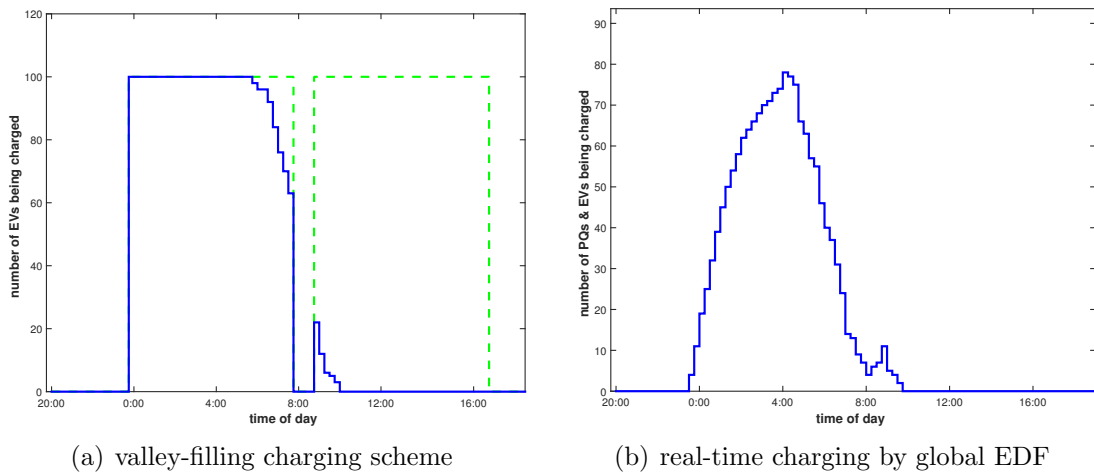 number of EVs being charged
120
100
80
60
40
20
0
20:00 0:00 4:00 8:00 12:00 16:00
time of day
(a) valley-filling charging scheme
number of PQs & EVs being charged
90
80
70
60
50
40
30
20
10
0
20:00 0:00 4:00 8:00 12:00 16:00
time of day
(b) real-time charging by global EDF